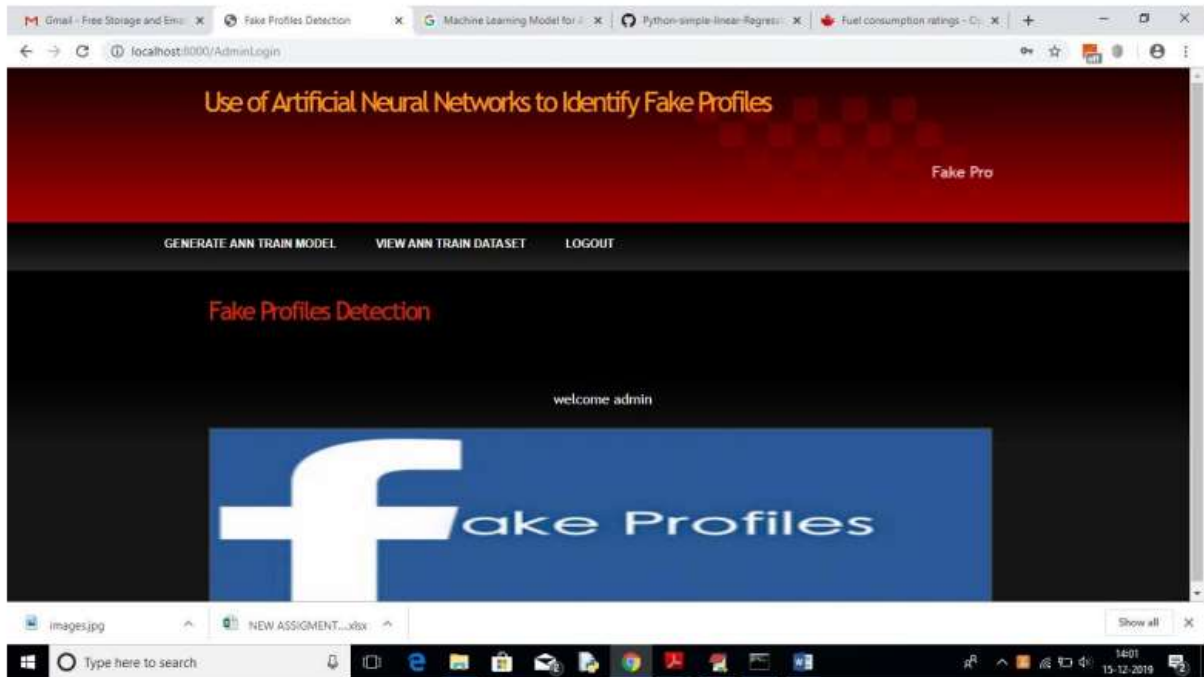 Gmail - Free Storage and Ema
Fake Profiles Detection
Machine Learning Model for
Python-simple-linear-Regress
Fuel consumption ratings - O
localhost:8000/AdminLogin
Use of Artificial Neural Networks to Identify Fake Profiles
Fake Pro
GENERATE ANN TRAIN MODEL
VIEW ANN TRAIN DATASET
LOGOUT
Fake Profiles Detection
welcome admin
fake Profiles
images.jpg
NEW ASSIGMENT....xlsx
Show all
Type here to search
14:01
15-12-2019